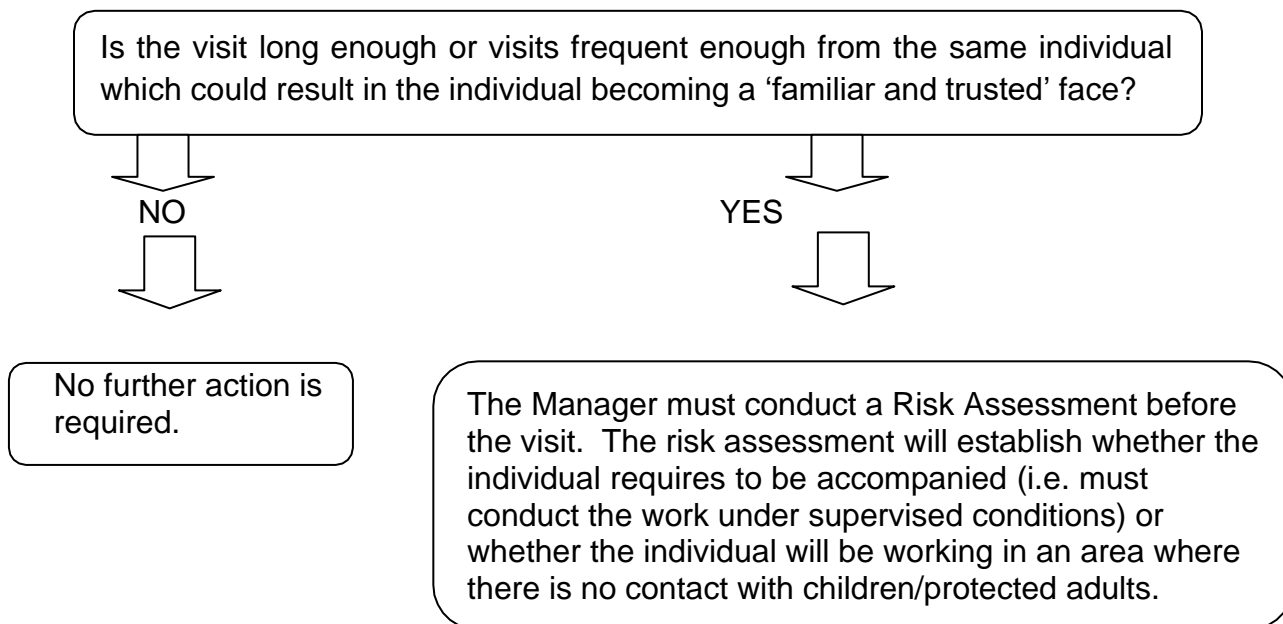 Is the visit long enough or visits frequent enough from the same individual
which could result in the individual becoming a ‘familiar and trusted’ face?
NO
YES
No further action is
required.
The Manager must conduct a Risk Assessment before
the visit.  The risk assessment will establish whether the
individual requires to be accompanied (i.e. must
conduct the work under supervised conditions) or
whether the individual will be working in an area where
there is no contact with children/protected adults.